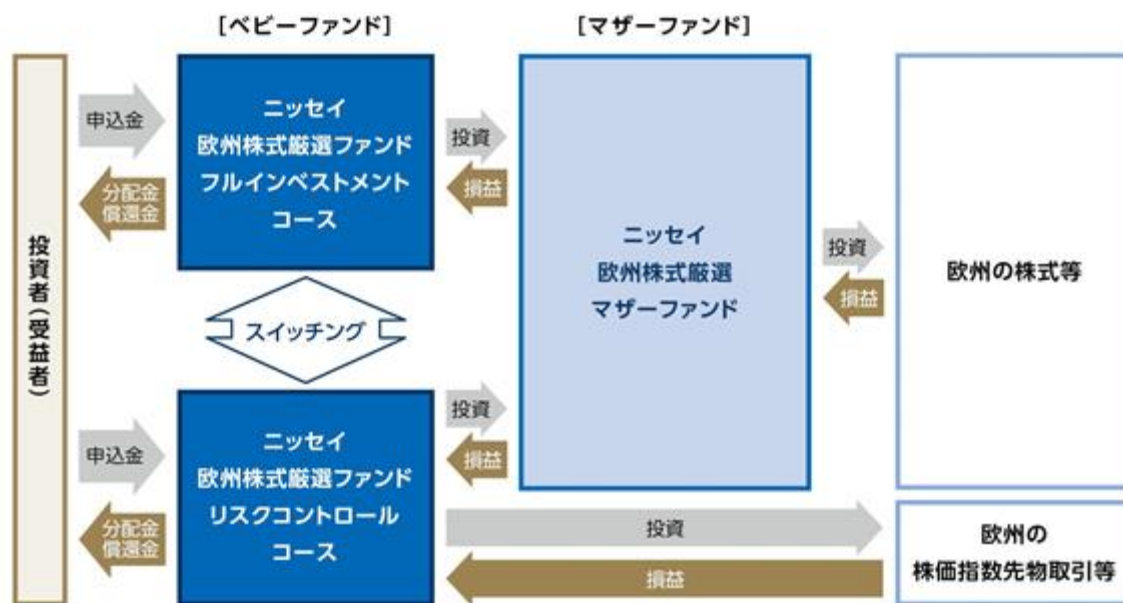 [ベビーファンド]
[マザーファンド]
投資者(受益者)
申込金
分配金
償還金
ニッセイ
欧州株式厳選ファンド
フルインベストメント
コース
投資
損益
スイッチング
申込金
分配金
償還金
ニッセイ
欧州株式厳選ファンド
リスクコントロール
コース
投資
損益
ニッセイ
欧州株式厳選
マザーファンド
投資
損益
欧州の株式等
投資
損益
欧州の
株価指数先物取引等